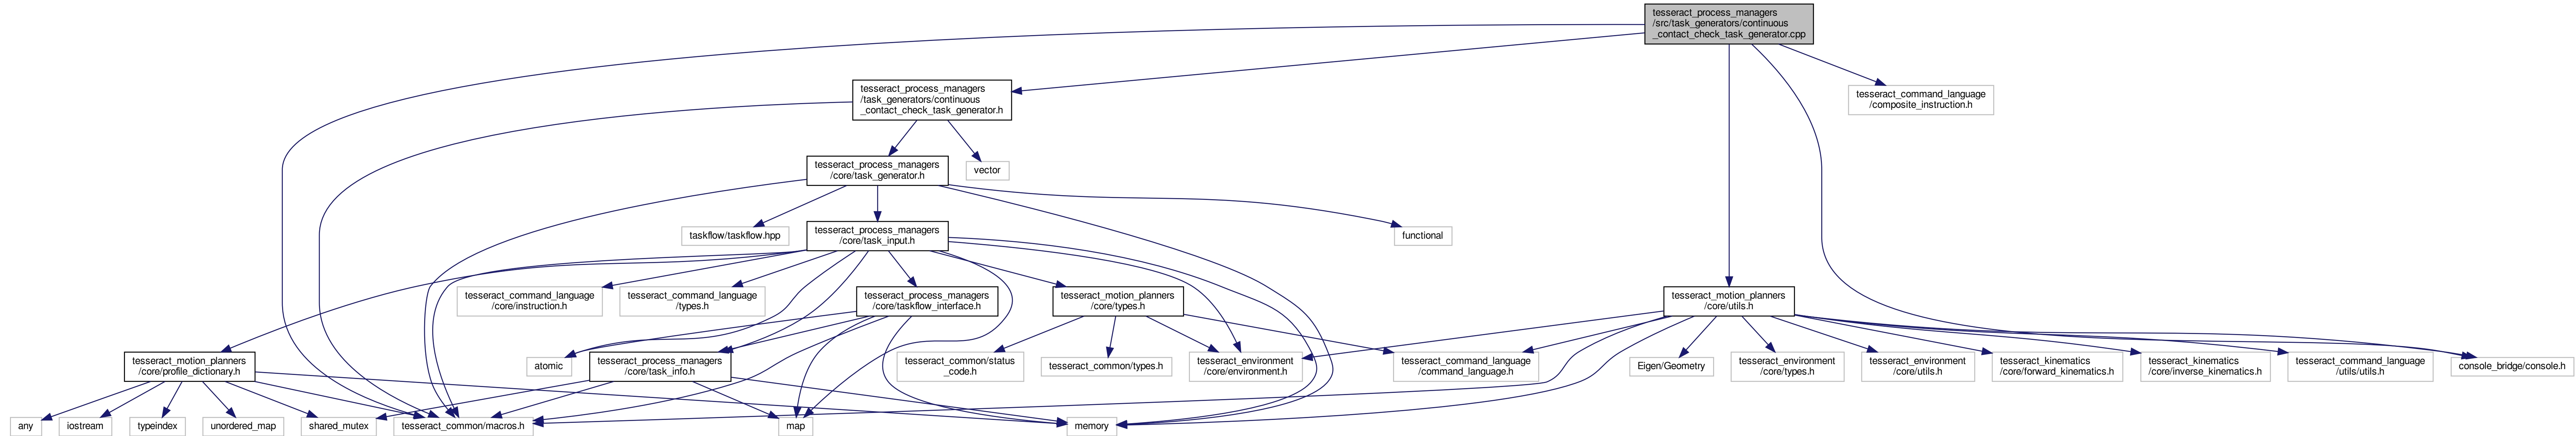 tesseract_process_managers
/src/task_generators/continuous
_contact_check_task_generator.cpp
tesseract_process_managers
/task_generators/continuous
_contact_check_task_generator.h
tesseract_command_language
/composite_instruction.h
tesseract_process_managers
/core/task_generator.h
vector
taskflow/taskflow.hpp
tesseract_process_managers
/core/task_input.h
functional
tesseract_command_language
/core/instruction.h
tesseract_command_language
/types.h
tesseract_process_managers
/core/taskflow_interface.h
tesseract_motion_planners
/core/types.h
tesseract_motion_planners
/core/utils.h
tesseract_motion_planners
/core/profile_dictionary.h
atomic
tesseract_process_managers
/core/task_info.h
tesseract_common/status
_code.h
tesseract_common/types.h
tesseract_environment
/core/environment.h
tesseract_command_language
/command_language.h
Eigen/Geometry
tesseract_environment
/core/types.h
tesseract_environment
/core/utils.h
tesseract_kinematics
/core/forward_kinematics.h
tesseract_kinematics
/core/inverse_kinematics.h
tesseract_command_language
/utils/utils.h
console_bridge/console.h
any
iostream
typeindex
unordered_map
shared_mutex
tesseract_common/macros.h
map
memory